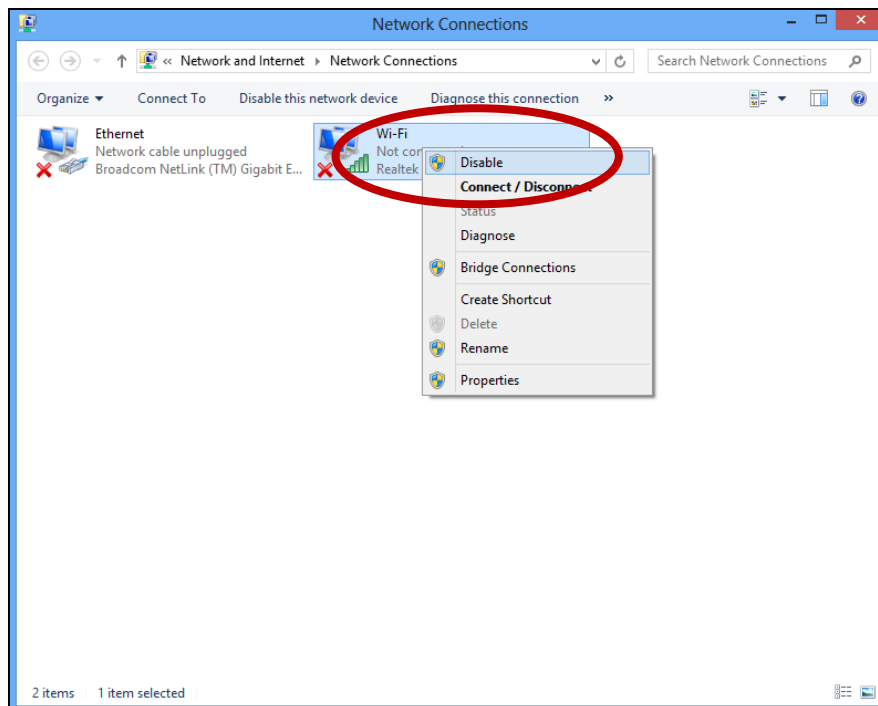 Network Connections
« Network and Internet Network Connections
Search Network Connections
Organize Connect To Disable this network device Diagnose this connection »
Ethernet
Network cable unplugged
Broadcom NetLink (TM) Gigabit E...
Wi-Fi
Not con
Realtek
Disable
Connect / Disconnect
Status
Diagnose
Bridge Connections
Create Shortcut
Delete
Rename
Properties
2 items 1 item selected